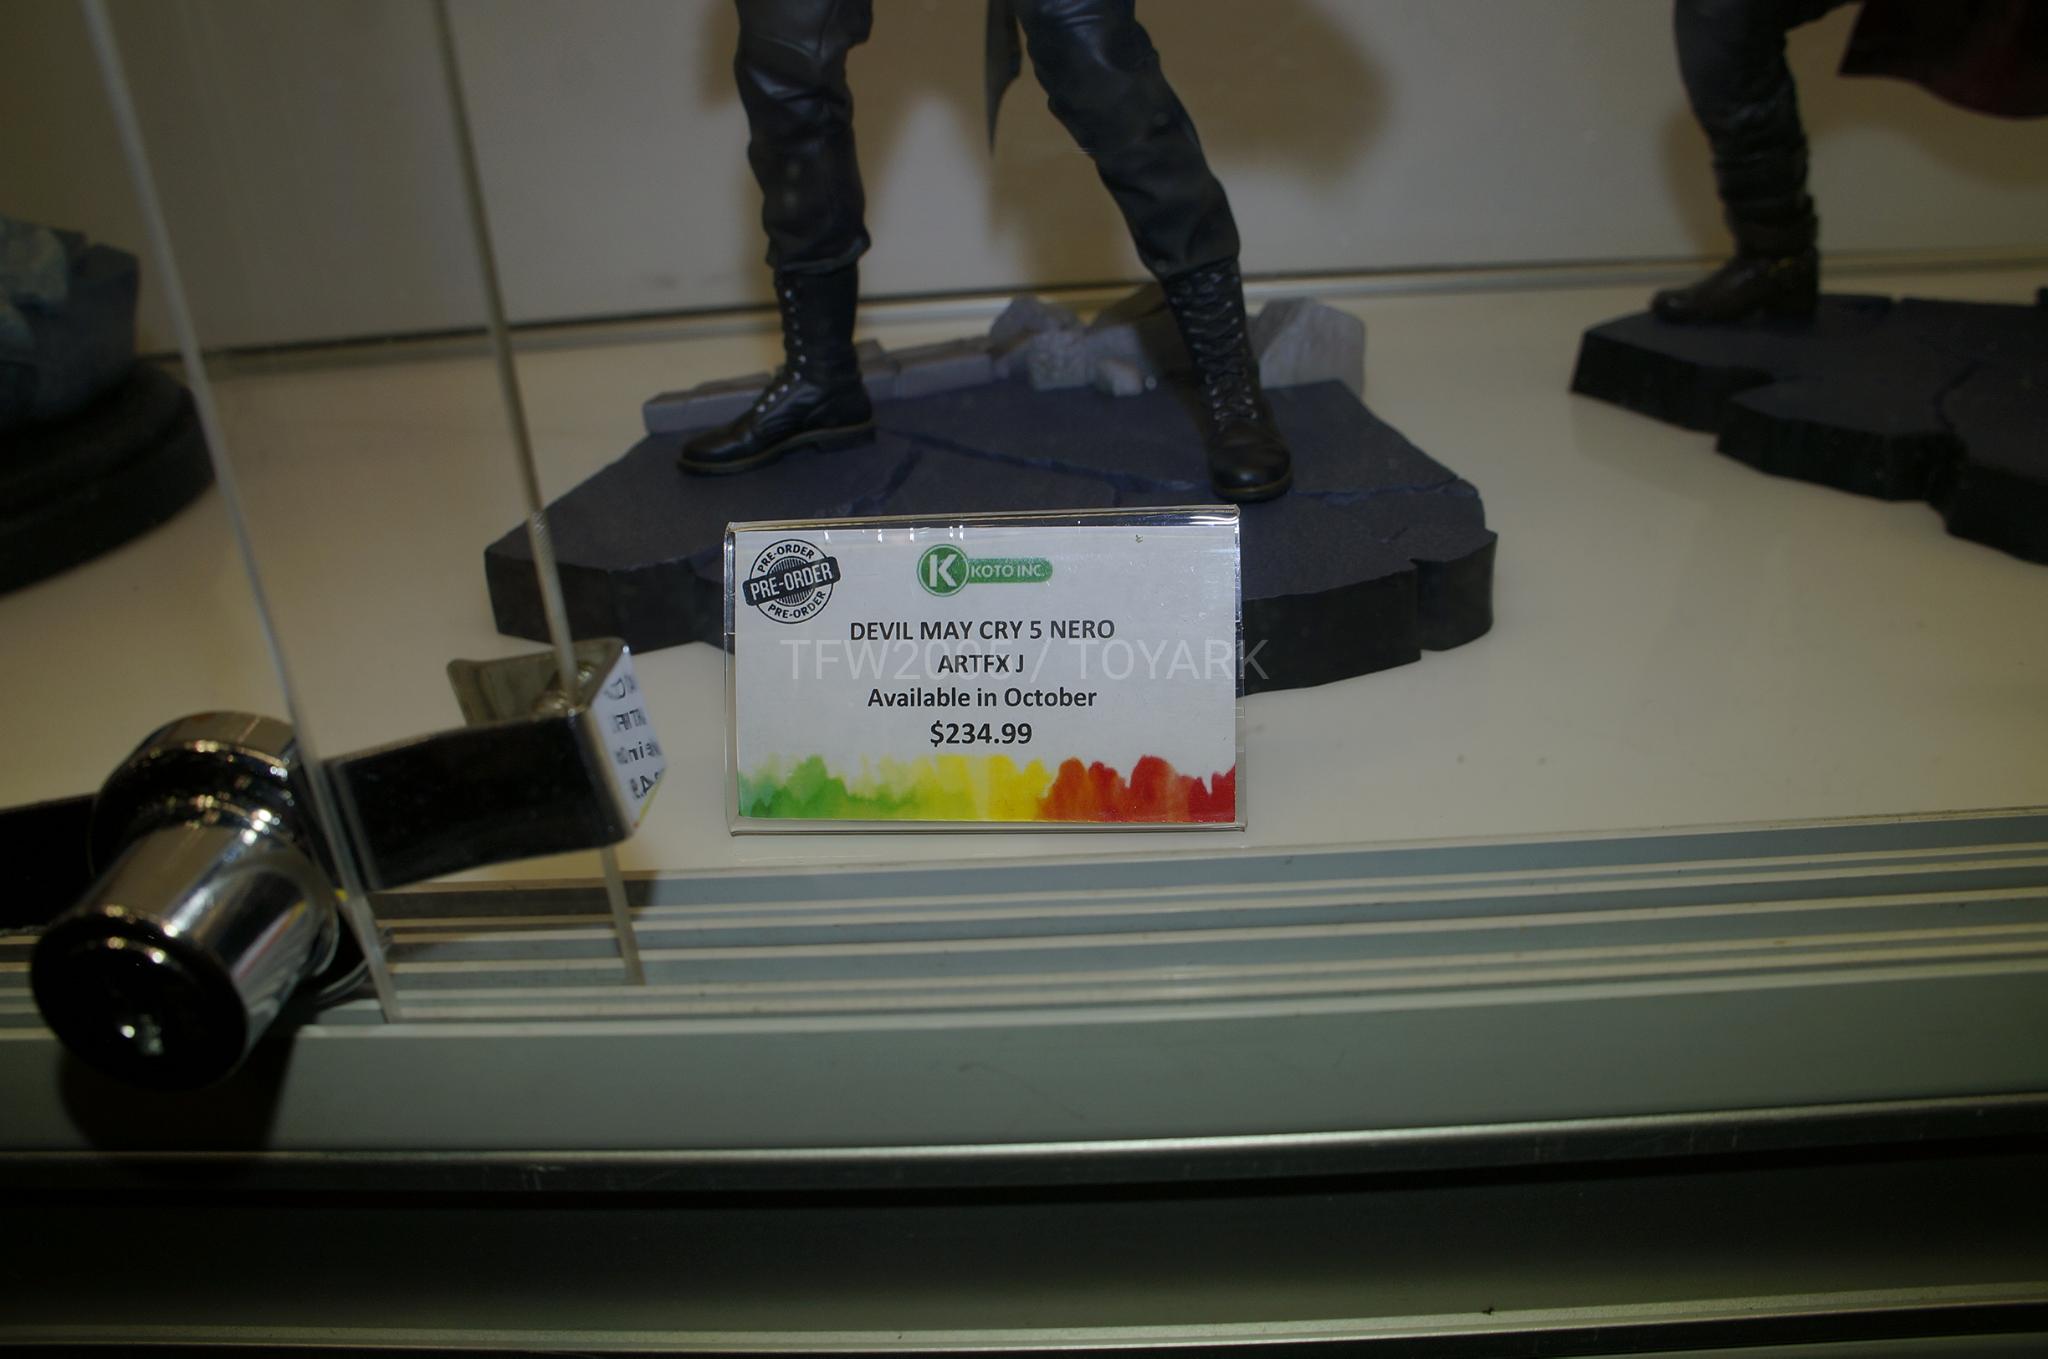 PRE-ORDER
PRE-ORDER
PRE-ORDER
K KOTO INC.
DEVIL MAY CRY 5 NERO
ARTFX J
Available in October
$234.99
TFW2005 / TOYARK